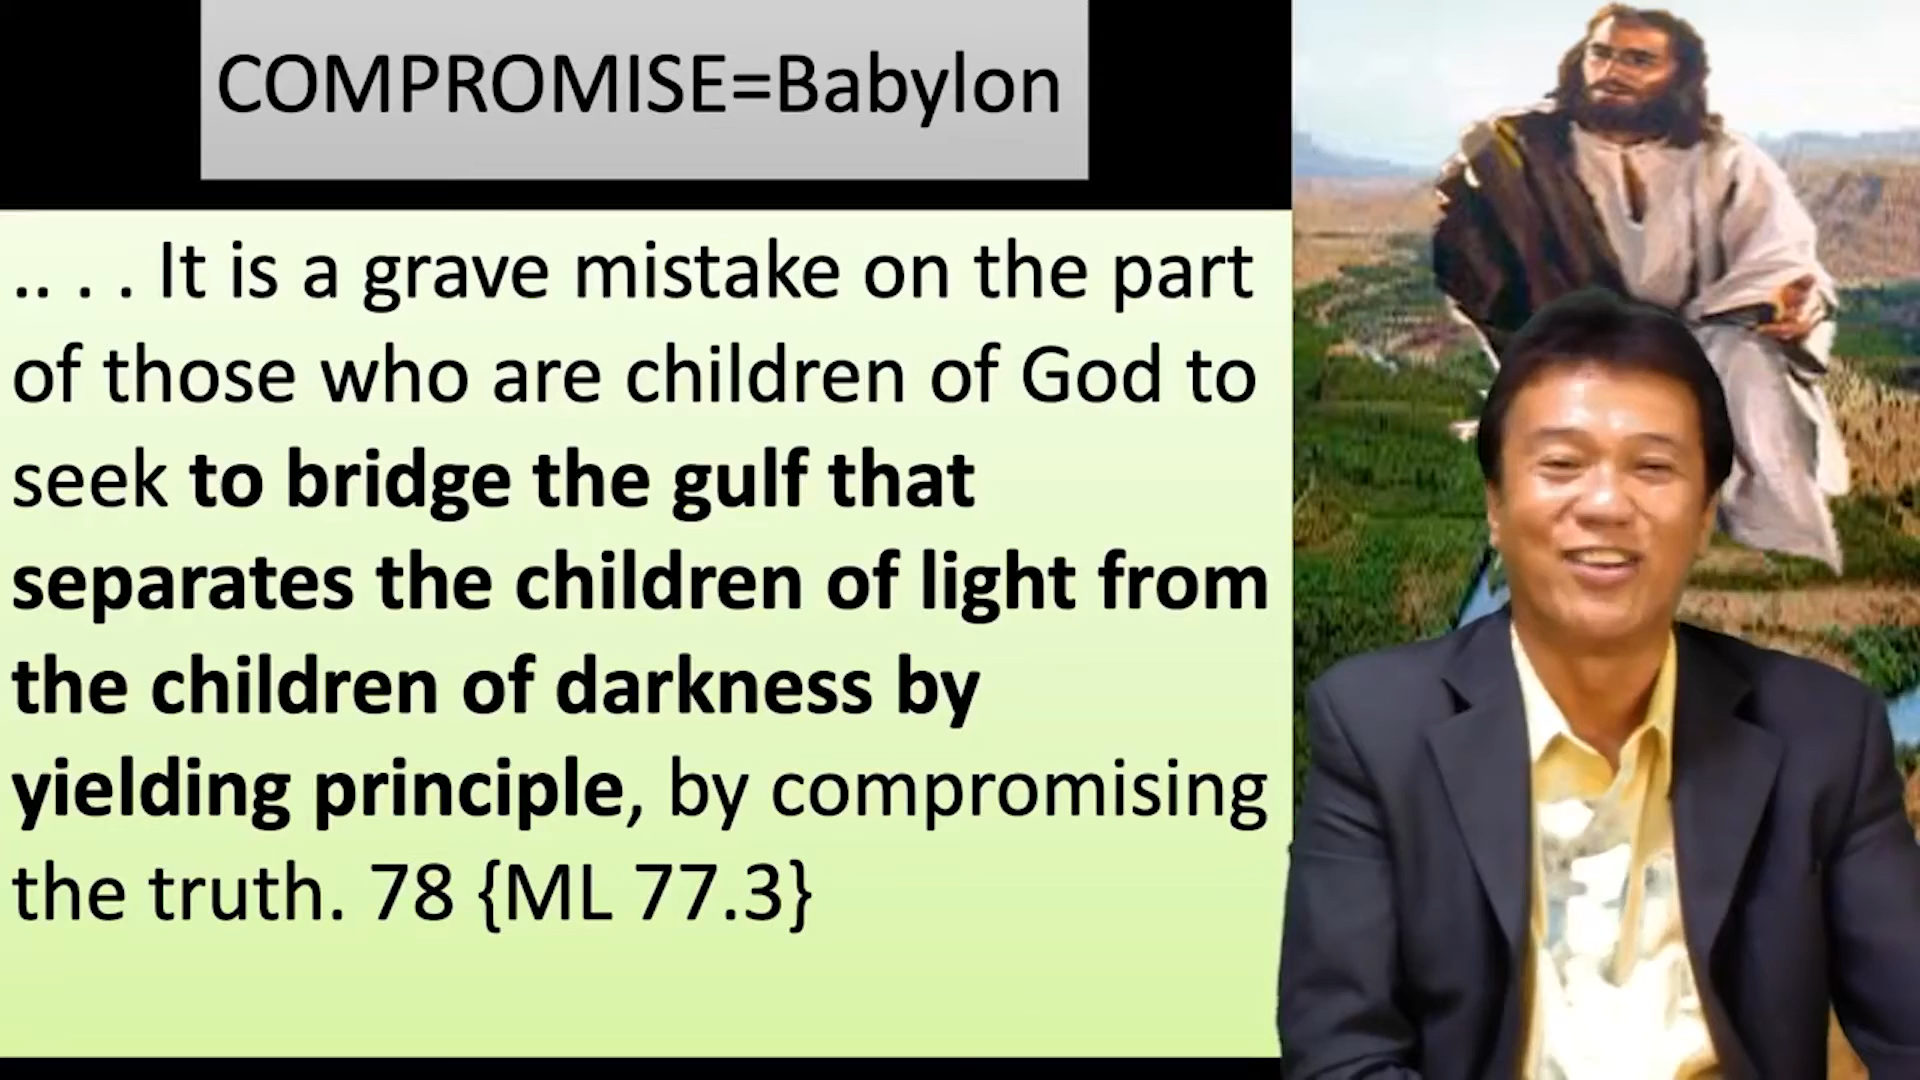 COMPROMISE=Babylon
.. . . It is a grave mistake on the part
of those who are children of God to
seek to bridge the gulf that
separates the children of light from
the children of darkness by
yielding principle, by compromising
the truth. 78 {ML 77.3}